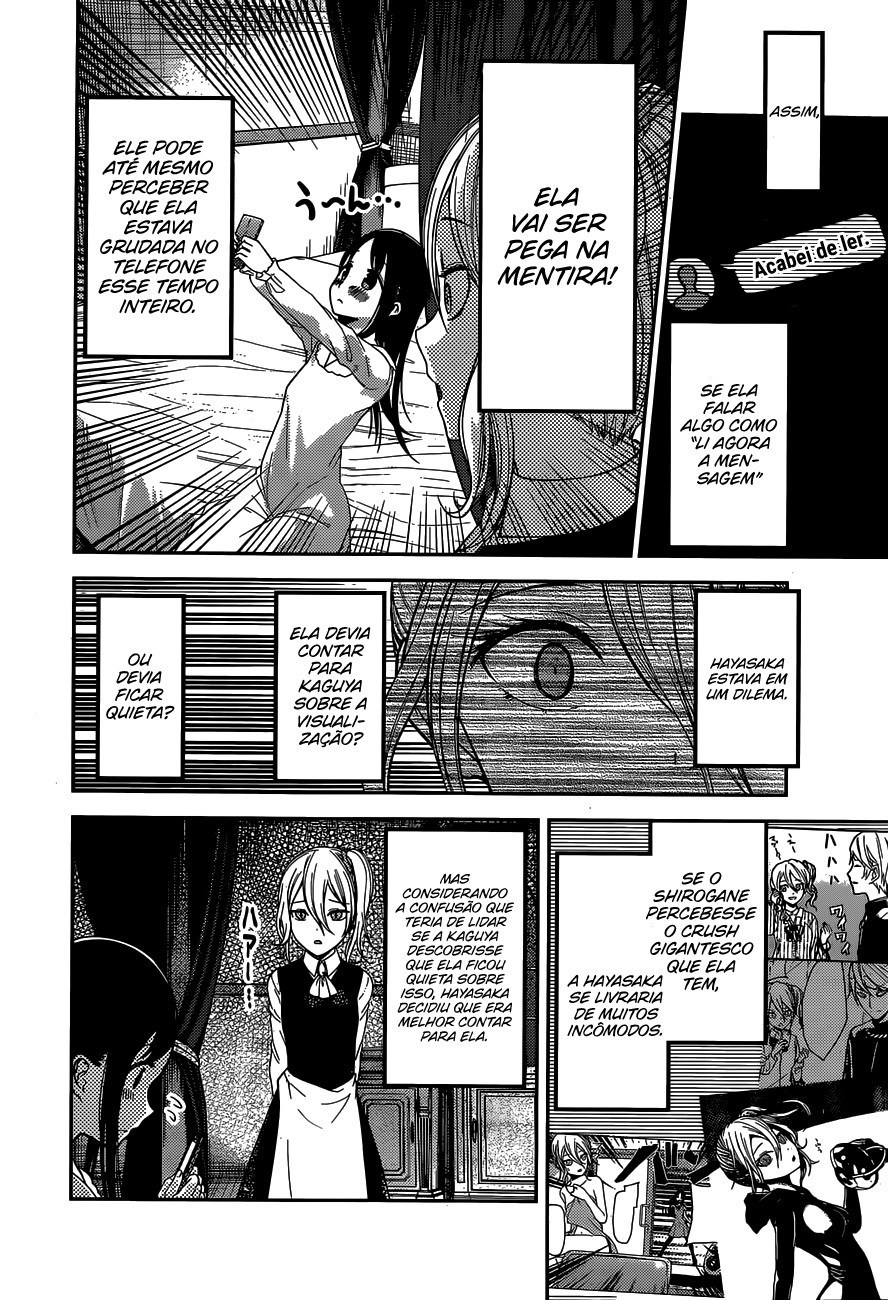 ASSIM,
Acabei de ler.
SE ELA
FALAR
ALGO COMO
“LI AGORA
A MEN-
SAGEM”
ELA
VAI SER
PEGA NA
MENTIRA!
う〜ん…
ELE PODE
ATÉ MESMO
PERCEBER
QUE ELA
ESTAVA
GRUDADA NO
TELEFONE
ESSE TEMPO
INTEIRO.
HAYASAKA
ESTAVA EM
UM DILEMA.
ELA DEVIA
CONTAR
PARA
KAGUYA
SOBRE A
VISUALI-
ZAÇÃO?
OU
DEVIA
FICAR
QUIETA?
SE O
SHIROGANE
PERCEBESSE
O CRUSH
GIGANTESCO
QUE ELA
TEM,
A HAYASAKA
SE LIVRARIA
DE MUITOS
INCÔMODOS.
MAS
CONSIDERANDO
A CONFUSÃO QUE
TERIA DE LIDAR
SE A KAGUYA
DESCOBRISSE
QUE ELA FICOU
QUIETA SOBRE
ISSO, HAYASAKA
DECIDIU QUE ERA
MELHOR CONTAR
PARA ELA.
ハァー…